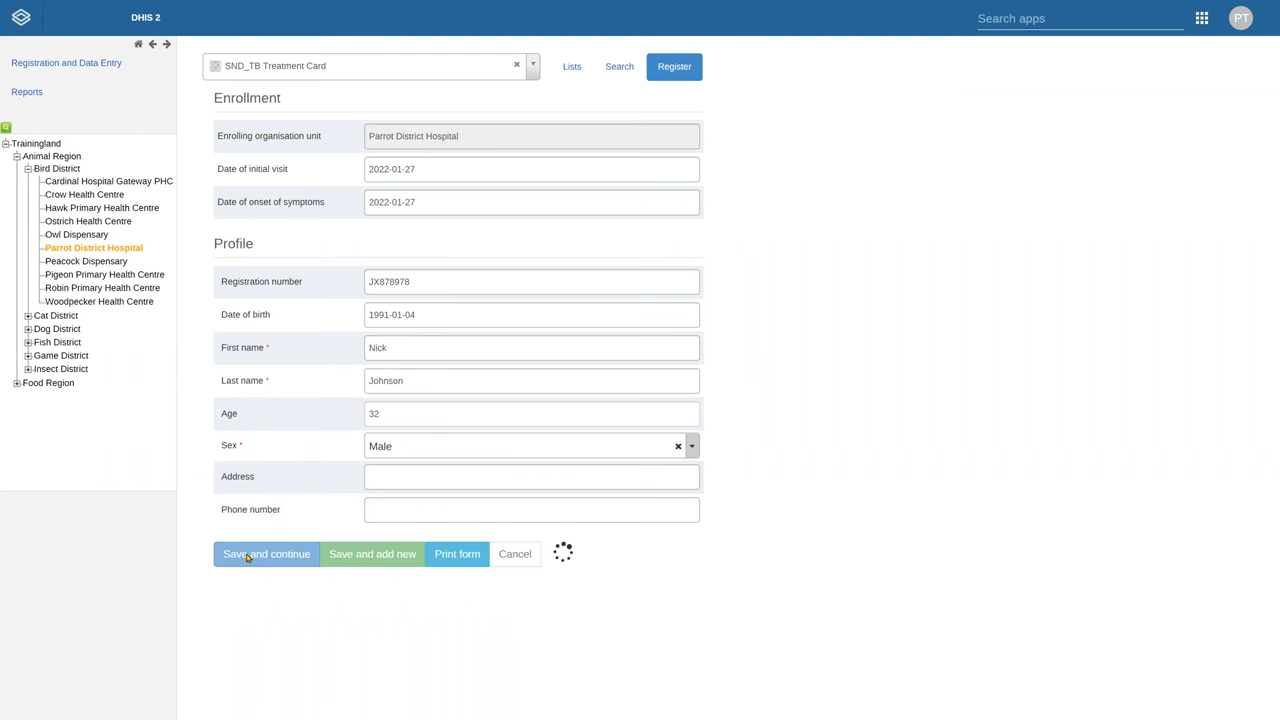 DHIS 2
Search apps
PT
Registration and Data Entry
Reports
Trainingland
Animal Region
Bird District
Cardinal Hospital Gateway PHC
Crow Health Centre
Hawk Primary Health Centre
Ostrich Health Centre
Owl Dispensary
Parrot District Hospital
Peacock Dispensary
Pigeon Primary Health Centre
Robin Primary Health Centre
Woodpecker Health Centre
Cat District
Dog District
Fish District
Game District
Insect District
Food Region
SND_TB Treatment Card
Lists
Search
Register
Enrollment
Enrolling organisation unit Parrot District Hospital
Date of initial visit 2022-01-27
Date of onset of symptoms 2022-01-27
Profile
Registration number JX878978
Date of birth 1991-01-04
First name * Nick
Last name * Johnson
Age 32
Sex * Male
Address
Phone number
Save and continue Save and add new Print form Cancel